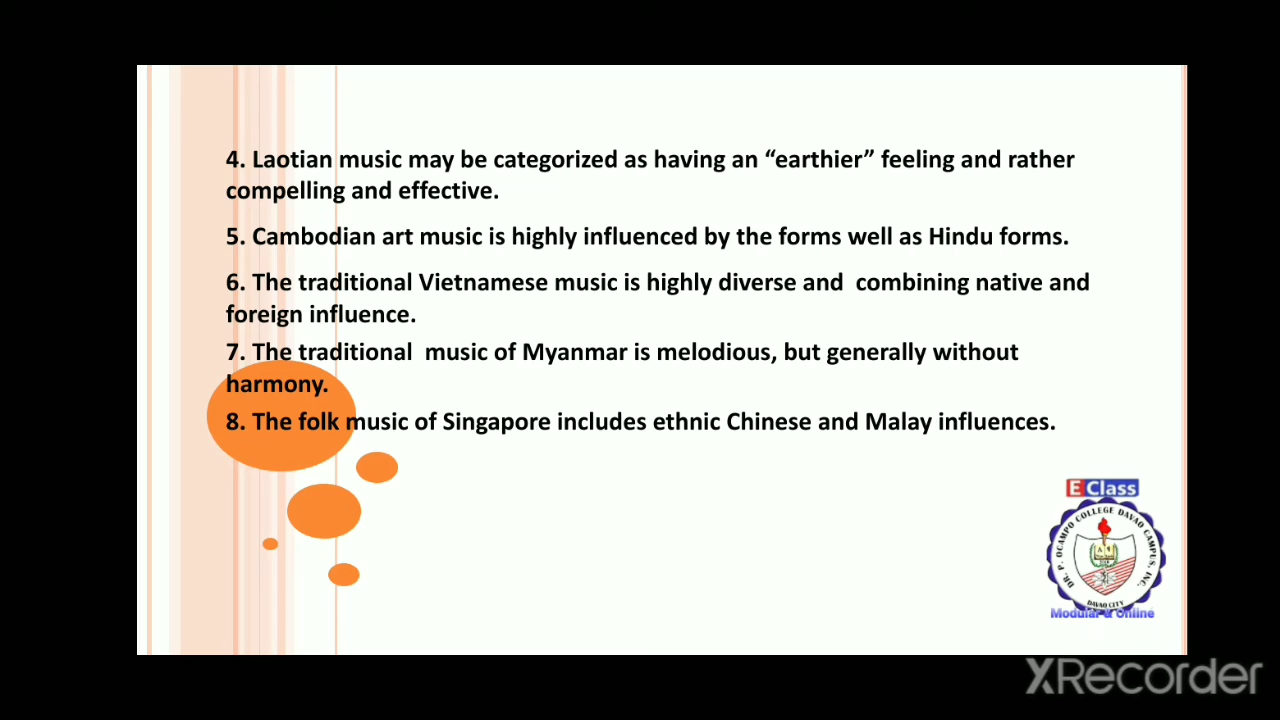 4. Laotian music may be categorized as having an “earthier” feeling and rather
compelling and effective.
5. Cambodian art music is highly influenced by the forms well as Hindu forms.
6. The traditional Vietnamese music is highly diverse and  combining native and
foreign influence.
7. The traditional  music of Myanmar is melodious, but generally without
harmony.
8. The folk music of Singapore includes ethnic Chinese and Malay influences.
E Class
DR. P. OCAMPO COLLEGE DAVAO CAMPUS, INC.
DAVAO CITY
Modular & Online
XRecorder